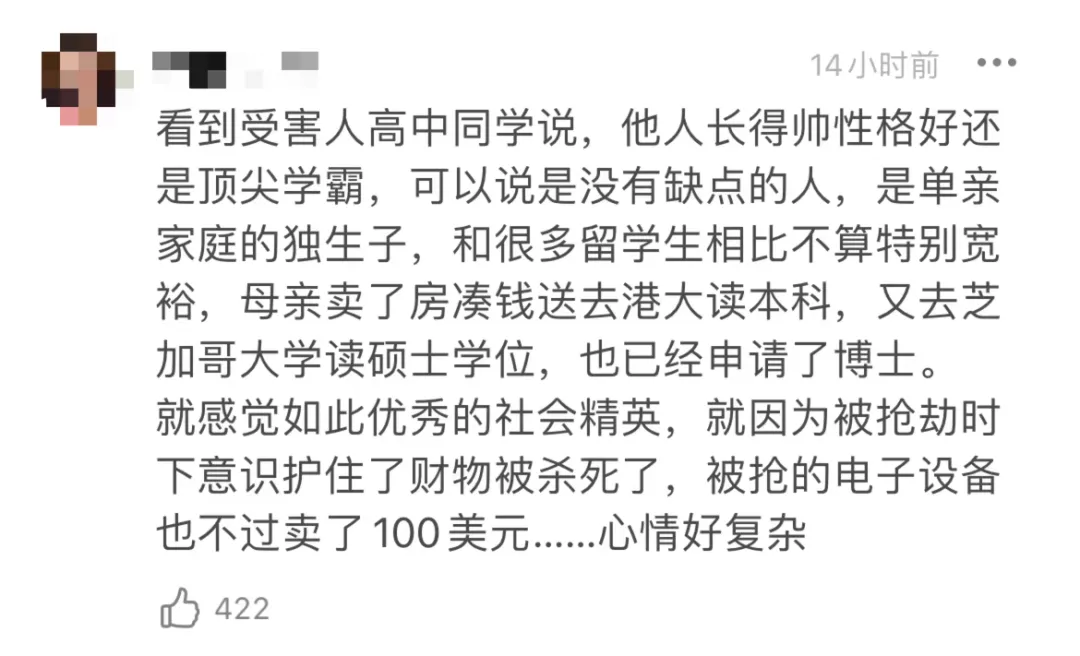 14小时前
看到受害人高中同学说，他人长得帅性格好还
是顶尖学霸，可以说是没有缺点的人，是单亲
家庭的独生子，和很多留学生相比不算特别宽
裕，母亲卖了房凑钱送去港大读本科，又去芝
加哥大学读硕士学位，也已经申请了博士。
就感觉如此优秀的社会精英，就因为被抢劫时
下意识护住了财物被杀死了，被抢的电子设备
也不过卖了100美元……心情好复杂
422